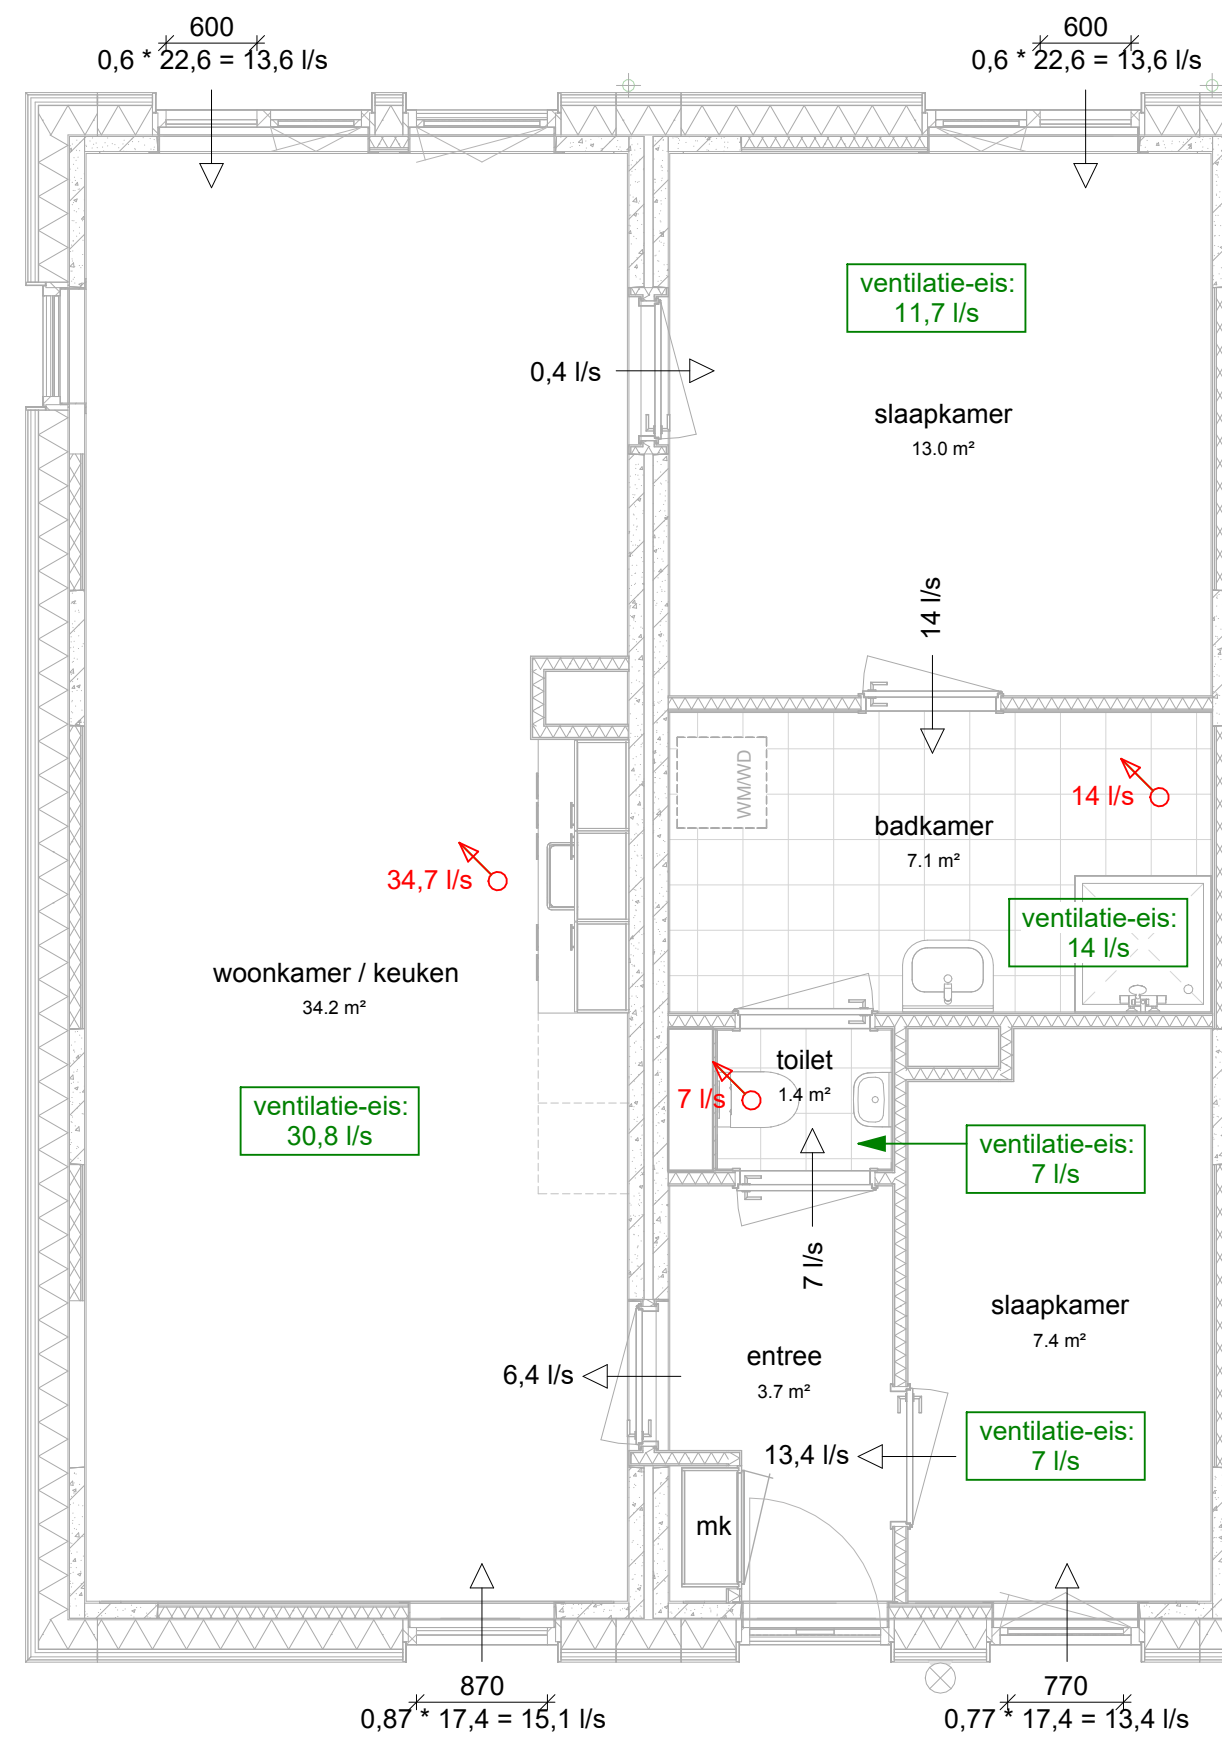 600
0,6 * 22,6 = 13,6 l/s
600
0,6 * 22,6 = 13,6 l/s
ventilatie-eis:
11,7 l/s
0,4 l/s
slaapkamer
13.0 m²
14 l/s
WM/WD
14 l/s
badkamer
7.1 m²
34,7 l/s
ventilatie-eis:
14 l/s
woonkamer / keuken
34.2 m²
toilet
1.4 m²
7 l/s
ventilatie-eis:
30,8 l/s
ventilatie-eis:
7 l/s
7 l/s
slaapkamer
7.4 m²
entree
3.7 m²
6,4 l/s
ventilatie-eis:
7 l/s
13,4 l/s
mk
870
0,87 * 17,4 = 15,1 l/s
770
0,77 * 17,4 = 13,4 l/s